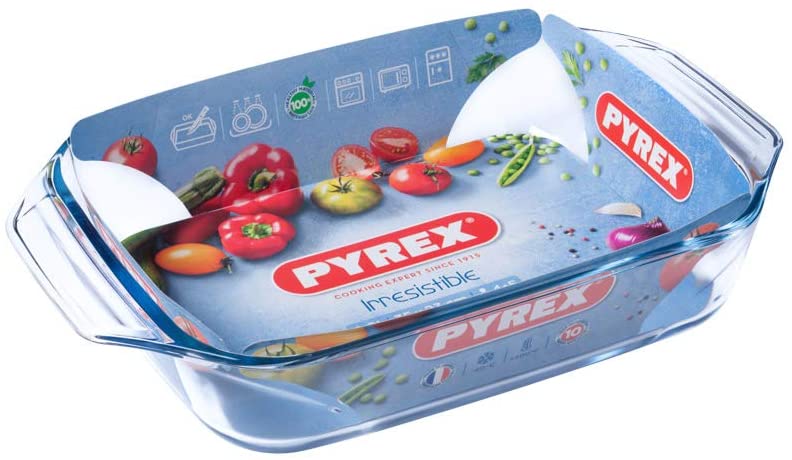 OK
100%
PYREX
PYREX
COOKING EXPERT SINCE 1915
Irresistible
PYREX
10